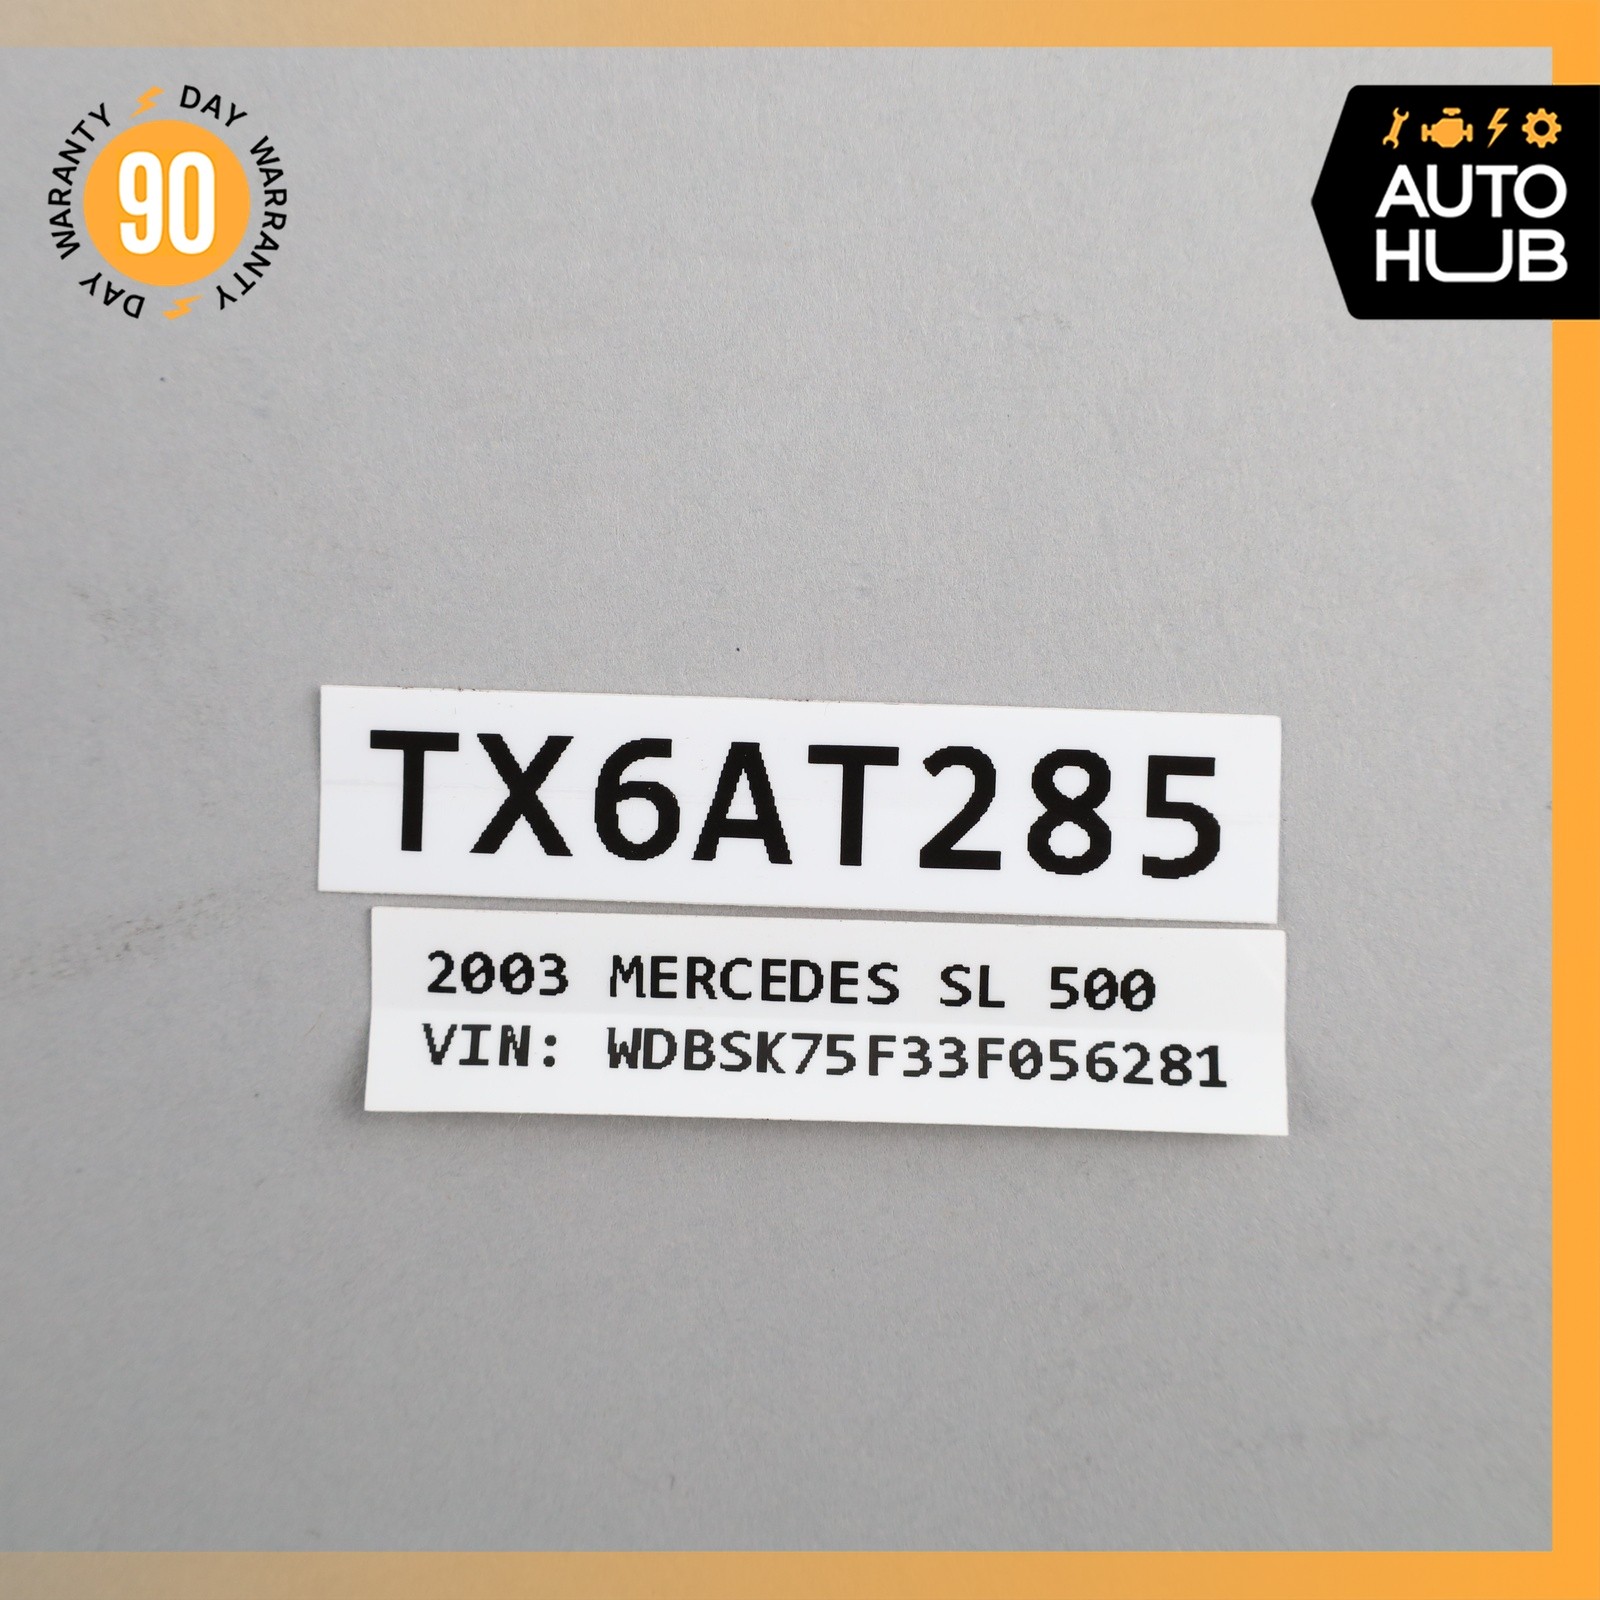 DAY WARRANTY
DAY WARRANTY
90
AUTO
HUB
TX6AT285
2003 MERCEDES SL 500
VIN: WDBSK75F33F056281